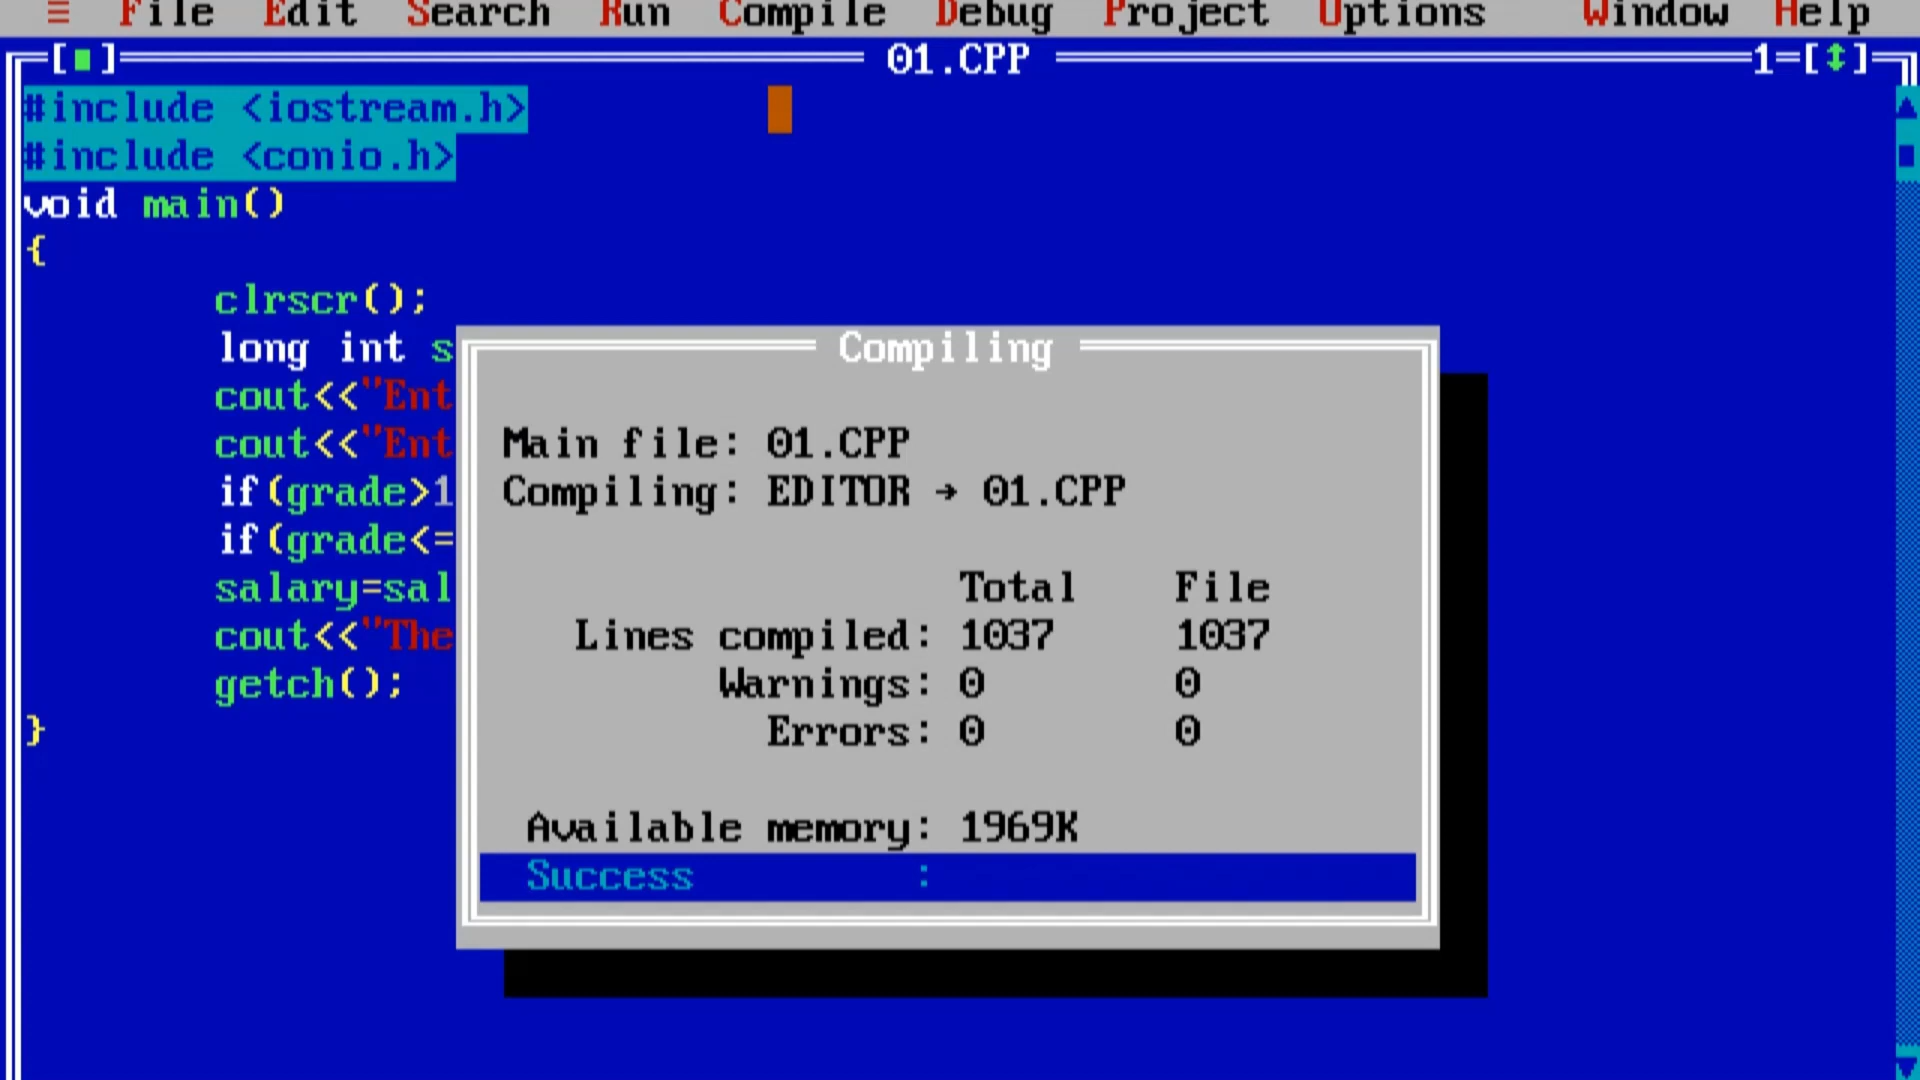 ≡ File Edit Search Run Compile Debug Project Options Window Help
[■] 01.CPP 1=[↕]
#include <iostream.h>
#include <conio.h>
void main()
{
clrscr();
long int s
cout<<"Ent
cout<<"Ent
if(grade>1
if(grade<=
salary=sal
cout<<"The
getch();
}
Compiling
Main file: 01.CPP
Compiling: EDITOR → 01.CPP
Total File
Lines compiled: 1037 1037
Warnings: 0 0
Errors: 0 0
Available memory: 1969K
Success :